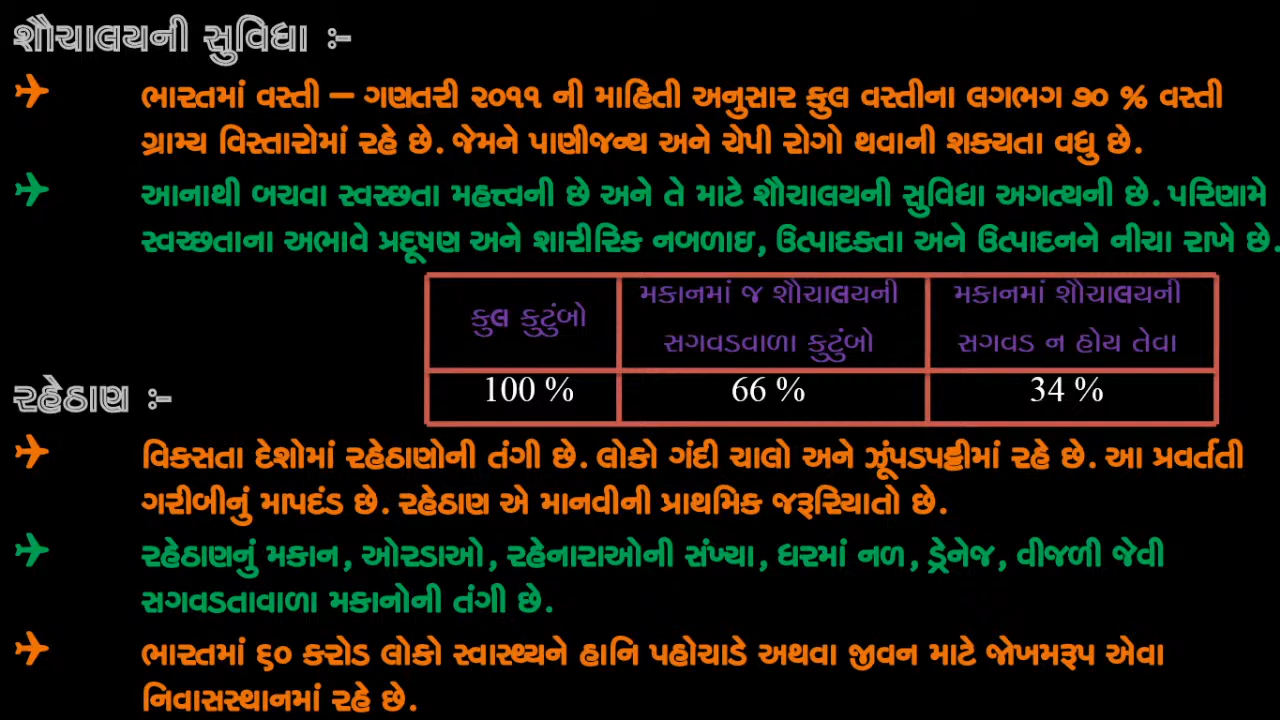 શૌચાલયની સુવિધા :-
ભારતમાં વસ્તી – ગણતરી ૨૦૧૧ ની માહિતી અનુસાર કુલ વસ્તીના લગભગ ૭૦ % વસ્તી
ગ્રામ્ય વિસ્તારોમાં રહે છે. જેમને પાણીજન્ય અને ચેપી રોગો થવાની શક્યતા વધુ છે.
આનાથી બચવા સ્વચ્છતા મહત્ત્વની છે અને તે માટે શૌચાલયની સુવિધા અગત્યની છે. પરિણામે
સ્વચ્છતાના અભાવે પ્રદૂષણ અને શારીરિક નબળાઇ, ઉત્પાદકતા અને ઉત્પાદનને નીચા રાખે છે.
કુલ કુટુંબો
મકાનમાં જ શૌચાલયની
સગવડવાળા કુટુંબો
મકાનમાં શૌચાલયની
સગવડ ન હોય તેવા
100 % 66 % 34 %
રહેઠાણ :-
વિકસતા દેશોમાં રહેઠાણોની તંગી છે. લોકો ગંદી ચાલો અને ઝૂંપડપટ્ટીમાં રહે છે. આ પ્રવર્તતી
ગરીબીનું માપદંડ છે. રહેઠાણ એ માનવીની પ્રાથમિક જરૂરિયાતો છે.
રહેઠાણનું મકાન, ઓરડાઓ, રહેનારાઓની સંખ્યા, ઘરમાં નળ, ડ્રેનેજ, વીજળી જેવી
સગવડતાવાળા મકાનોની તંગી છે.
ભારતમાં ૬૦ કરોડ લોકો સ્વાસ્થ્યને હાનિ પહોચાડે અથવા જીવન માટે જોખમરૂપ એવા
નિવાસસ્થાનમાં રહે છે.